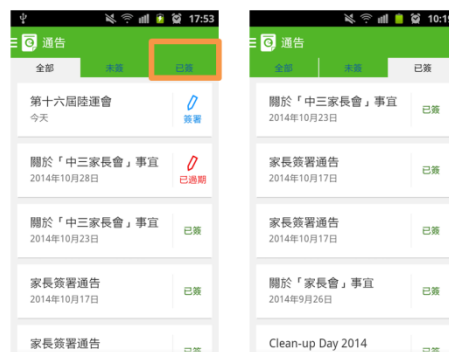 17:53
通告
全部 未簽 已簽
第十六屆陸運會
今天
簽署
關於「中三家長會」事宜
2014年10月28日
已過期
關於「中三家長會」事宜
2014年10月23日
已簽
家長簽署通告
2014年10月17日
已簽
家長簽署通告
已簽
10:19
通告
全部 未簽 已簽
關於「中三家長會」事宜
2014年10月23日
已簽
家長簽署通告
2014年10月17日
已簽
家長簽署通告
2014年10月17日
已簽
關於「家長會」事宜
2014年9月26日
已簽
Clean-up Day 2014
已簽